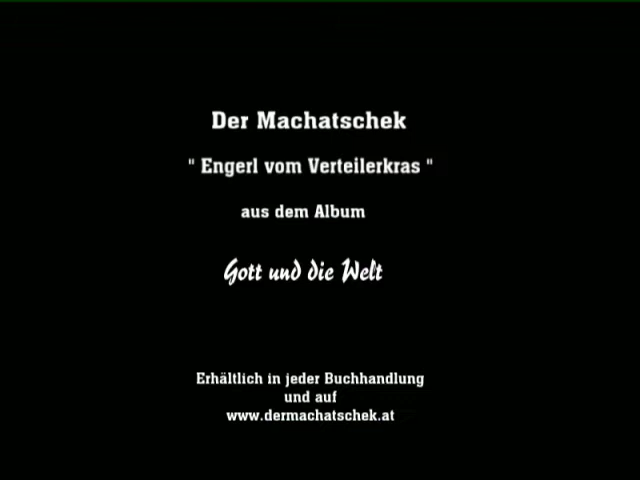 Der Machatschek
" Engerl vom Verteilerkras "
aus dem Album
Gott und die Welt
Erhältlich in jeder Buchhandlung
und auf
www.dermachatschek.at